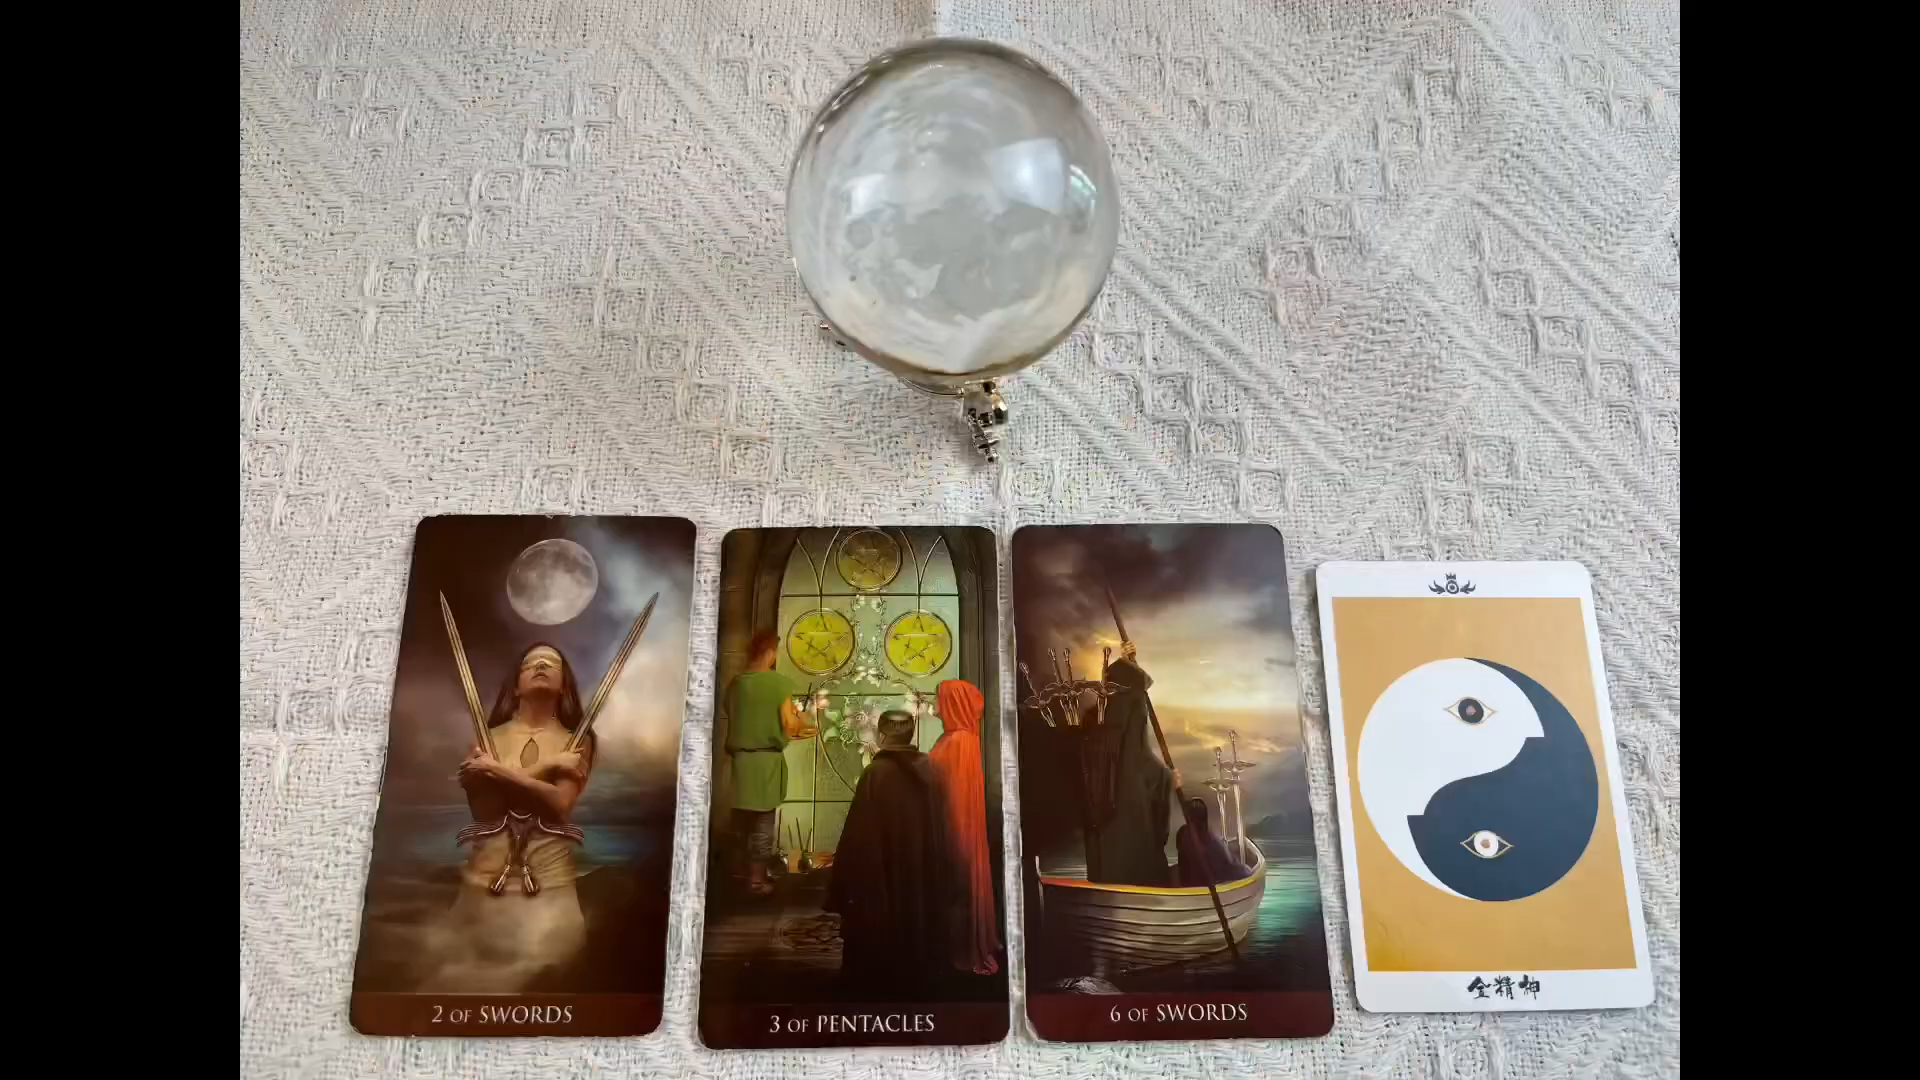 2 OF SWORDS
3 OF PENTACLES
6 OF SWORDS
全精神